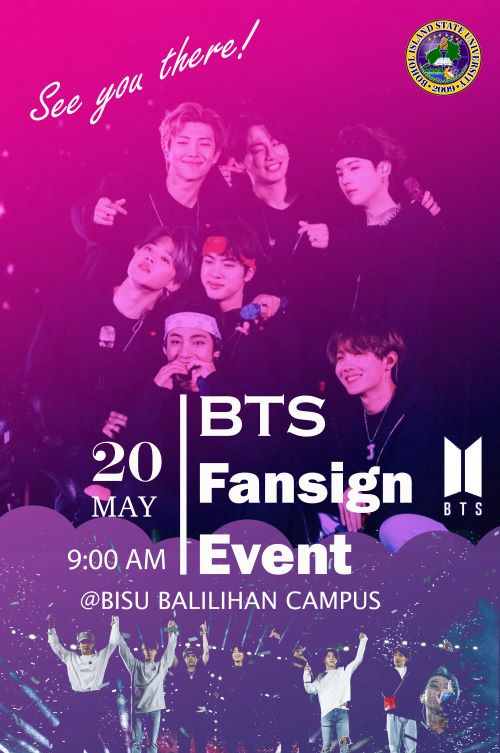 See you there!
BOHOL ISLAND STATE UNIVERSITY
2009
20
MAY
9:00 AM
BTS
Fansign
Event
@BISU BALILIHAN CAMPUS
BTS